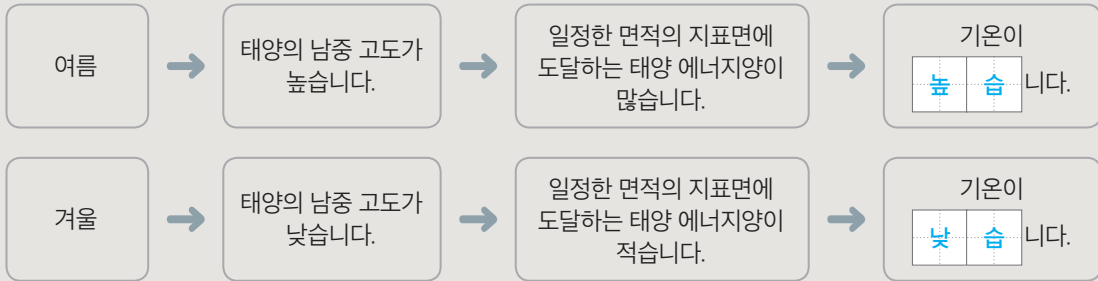 여름
태양의 남중 고도가
높습니다.
일정한 면적의 지표면에
도달하는 태양 에너지양이
많습니다.
기온이
높습니다.
겨울
태양의 남중 고도가
낮습니다.
일정한 면적의 지표면에
도달하는 태양 에너지양이
적습니다.
기온이
낮습니다.